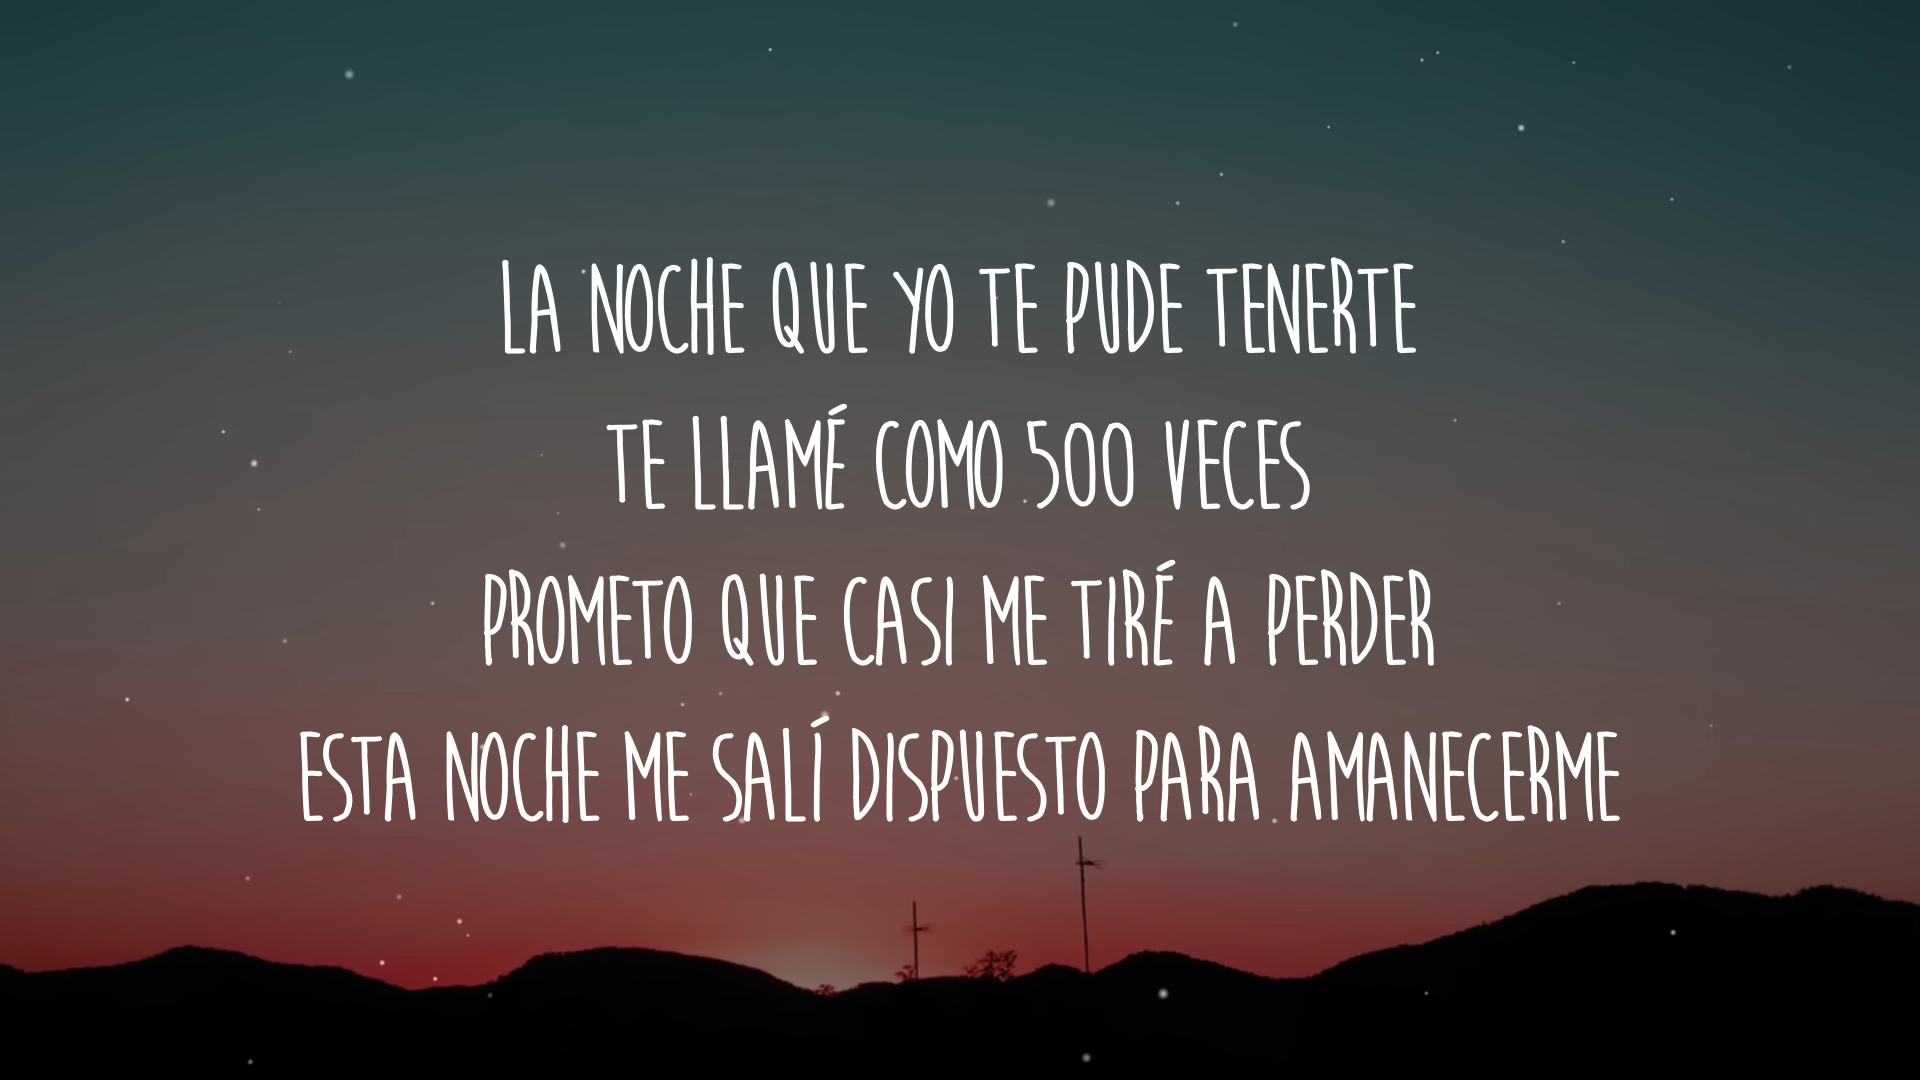 LA NOCHE QUE YO TE PUDE TENERTE
TE LLAMÉ COMO 500 VECES
PROMETO QUE CASI ME TIRÉ A PERDER
ESTA NOCHE ME SALÍ DISPUESTO PARA AMANECERME